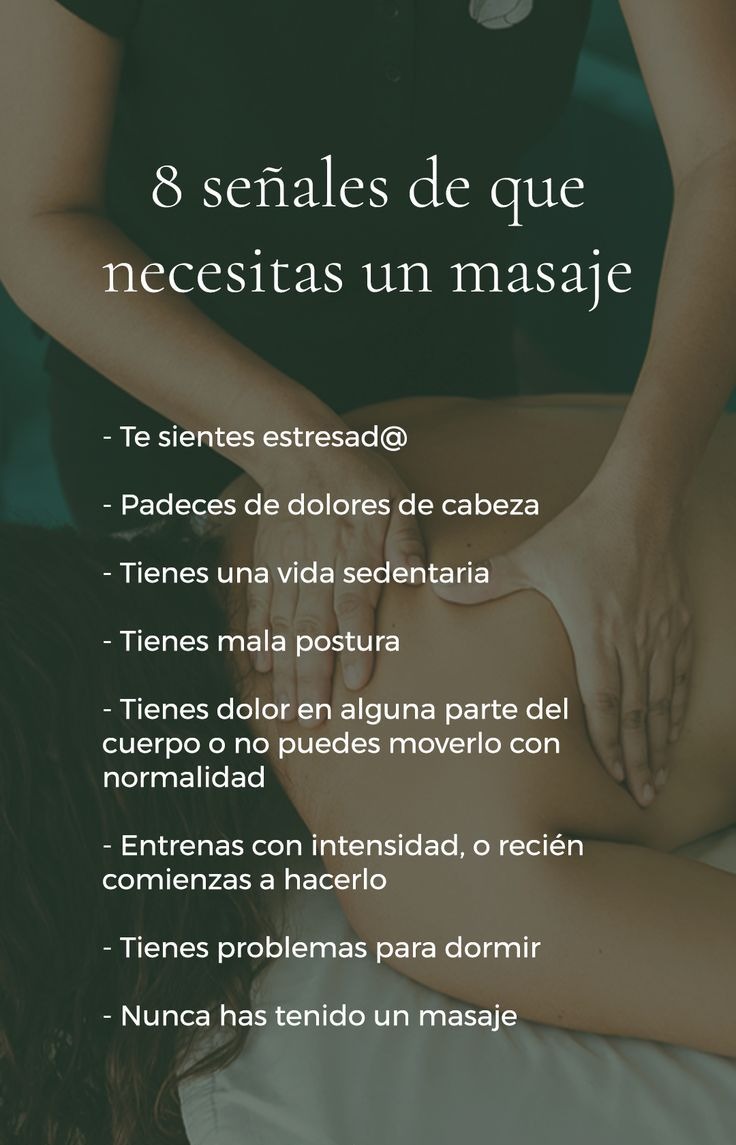 8 señales de que
necesitas un masaje
- Te sientes estresad@
- Padeces de dolores de cabeza
- Tienes una vida sedentaria
- Tienes mala postura
- Tienes dolor en alguna parte del
cuerpo o no puedes moverlo con
normalidad
- Entrenas con intensidad, o recién
comienzas a hacerlo
- Tienes problemas para dormir
- Nunca has tenido un masaje